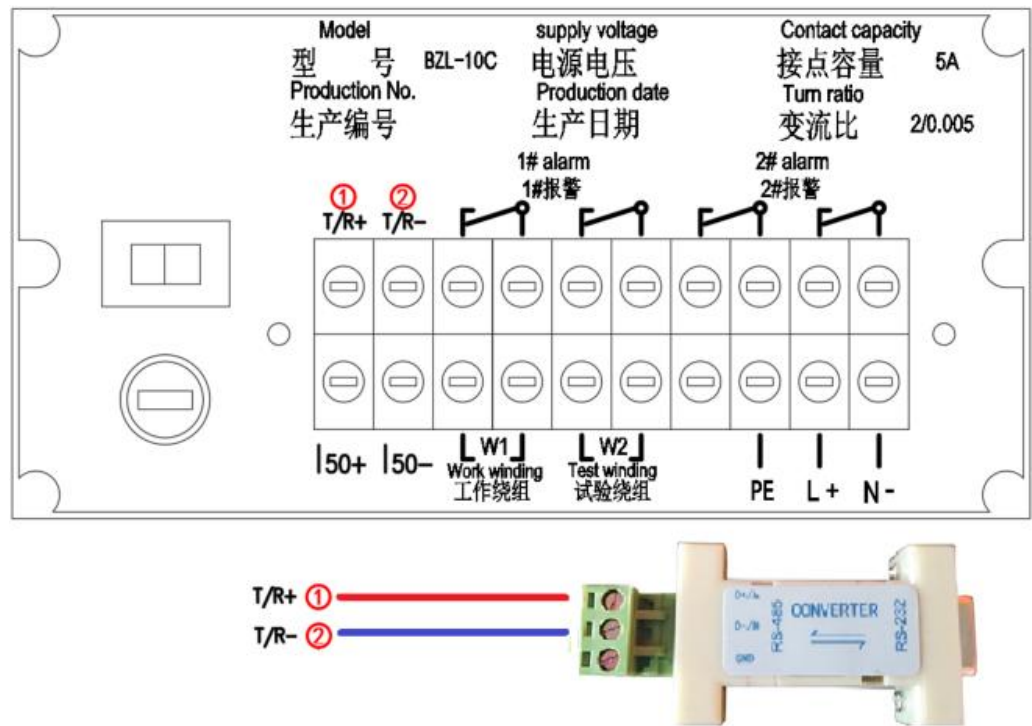 Model supply voltage Contact capacity
型 号 BZL-10C 电源电压 接点容量 5A
Production No. Production date Turn ratio
生产编号 生产日期 变流比 2/0.005
1# alarm 2# alarm
1#报警 2#报警
① ②
T/R+ T/R-
I50+ I50- W1 W2
Work winding Test winding
工作绕组 试验绕组
PE L + N -
T/R+ ①
T/R- ②
D+/A
D-/B
GND
RS-485
CONVERTER
RS-232